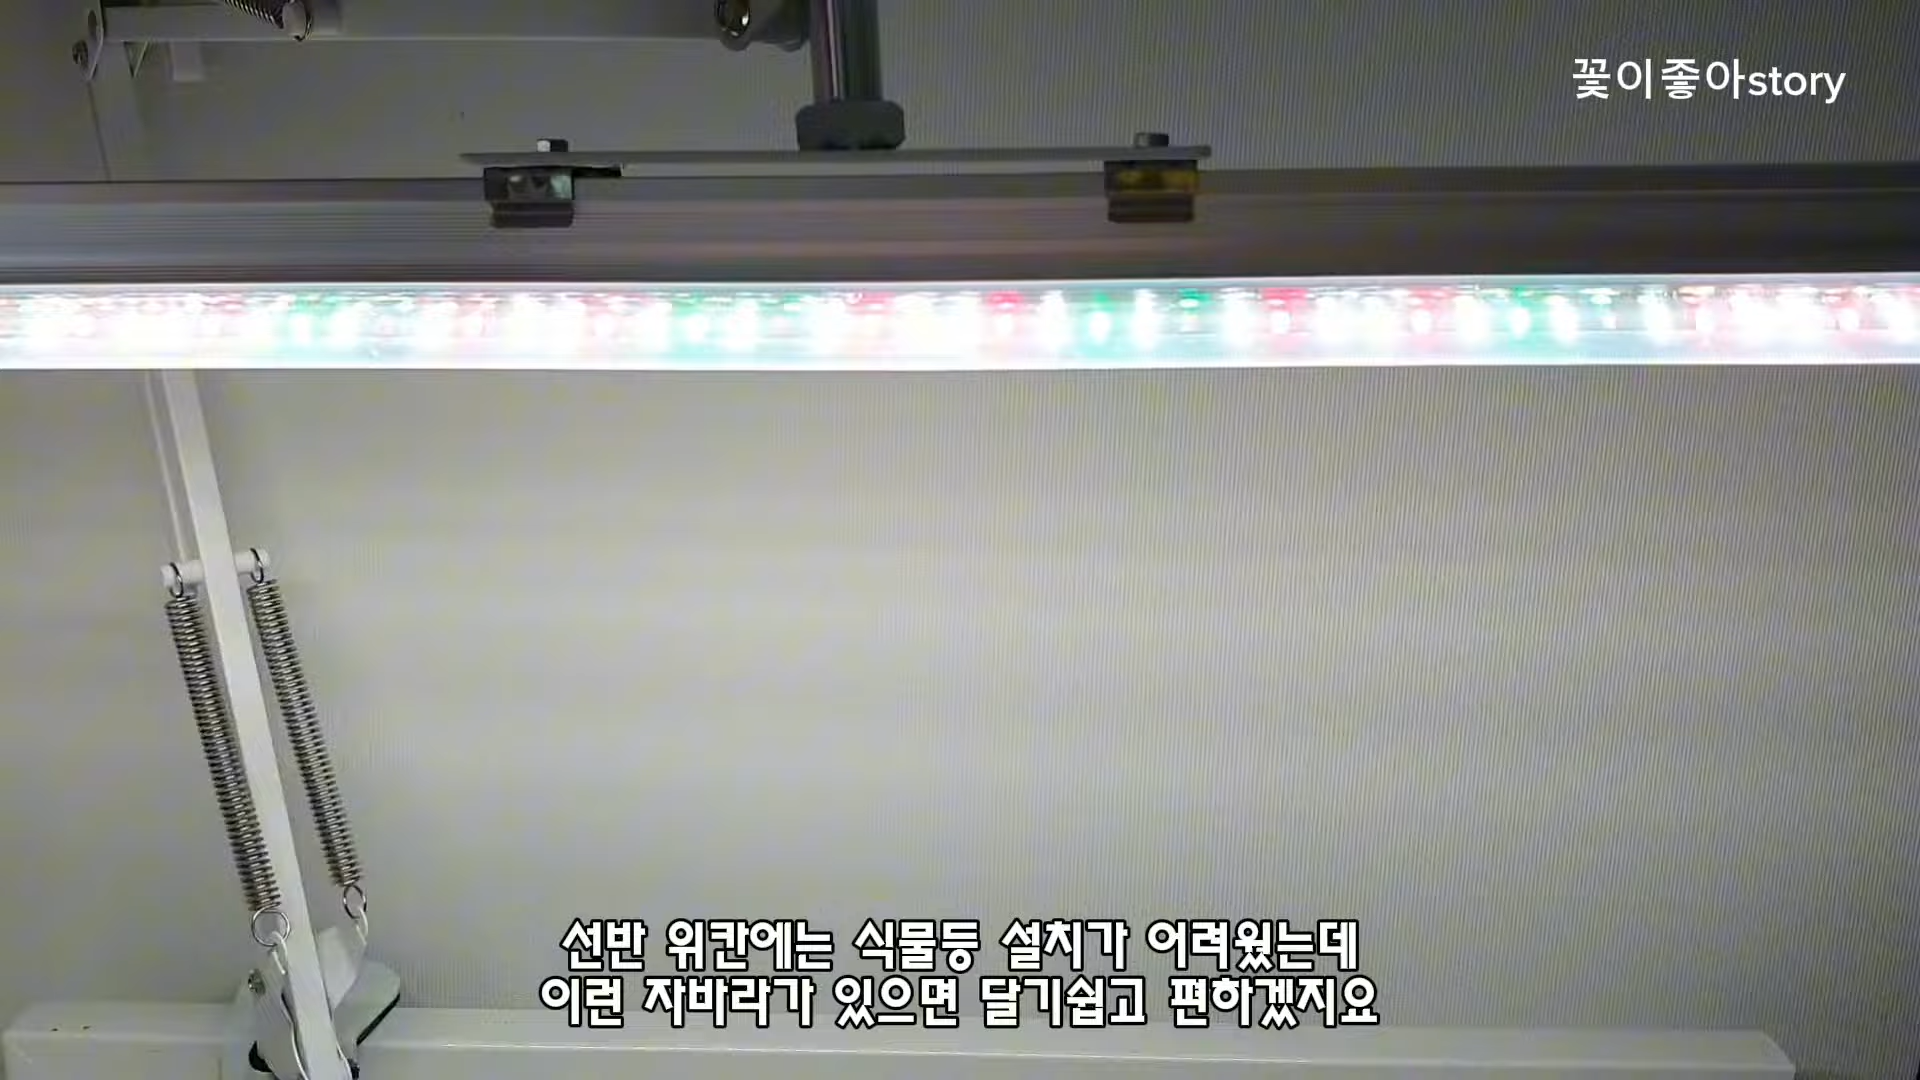 꽃이좋아story
선반 위칸에는 식물등 설치가 어려웠는데
이런 자바라가 있으면 달기쉽고 편하겠지요